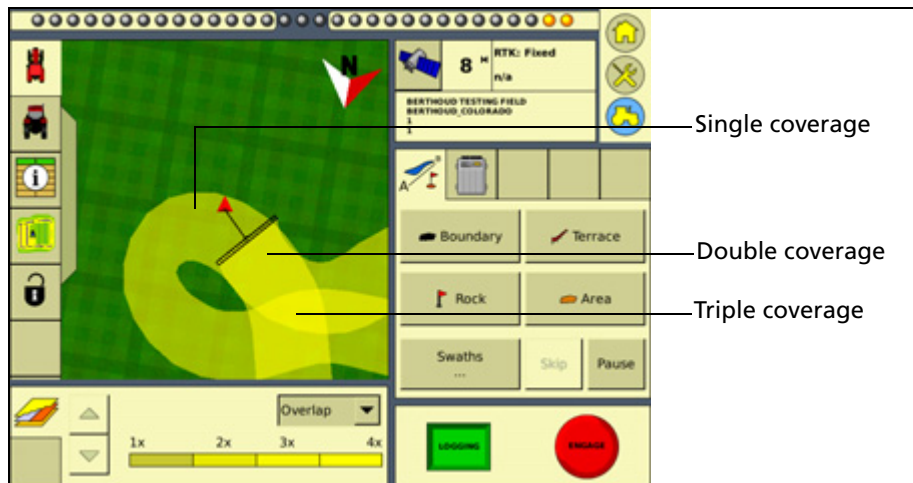 N
8 M
RTK: Fixed
n/a
BERTHOUD TESTING FIELD
BERTHOUD_COLORADO
1
1
A
B
Boundary
Terrace
Rock
Area
Swaths
...
Skip
Pause
Overlap
1x 2x 3x 4x
LOGGING
ENGAGE
Single coverage
Double coverage
Triple coverage